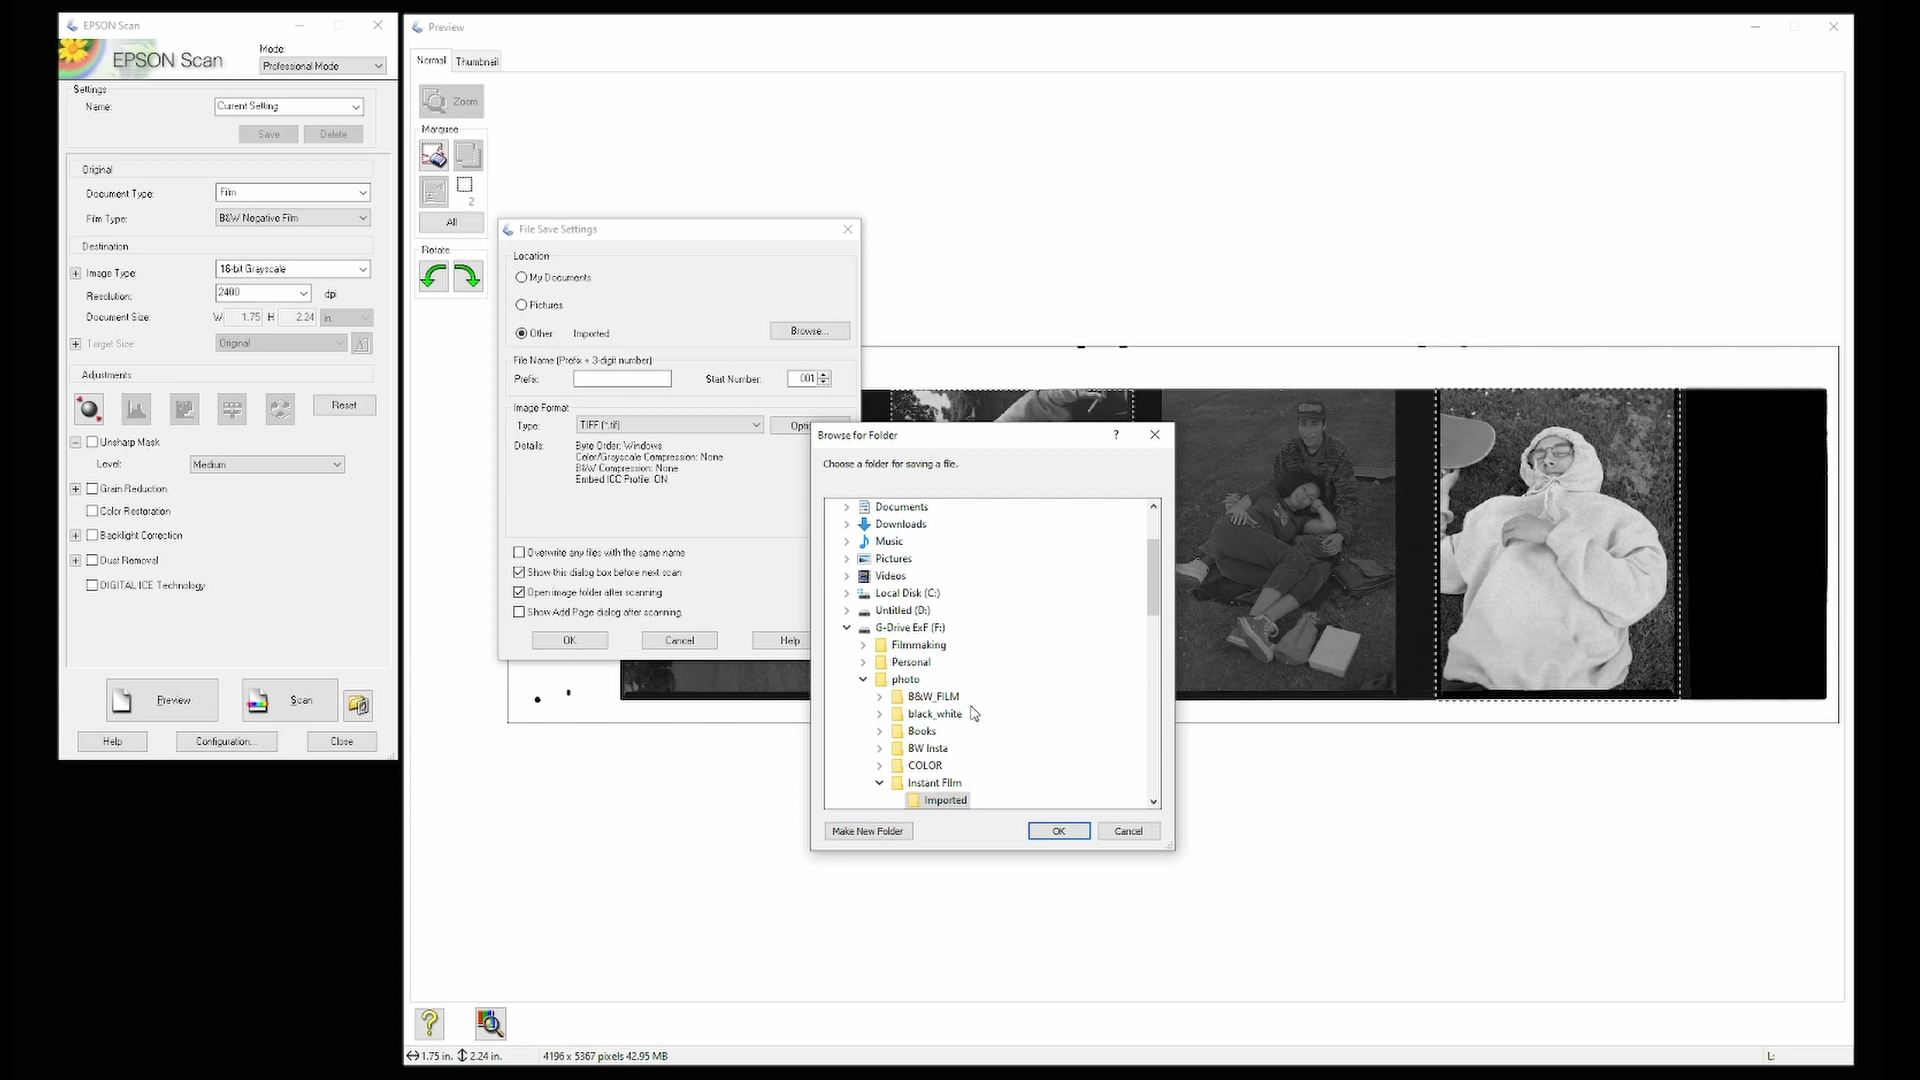 EPSON Scan
EPSON Scan
Mode:
Professional Mode
Settings
Name:
Current Setting
Save
Delete
Original
Document Type:
Film
Film Type:
B&W Negative Film
Destination
Image Type:
16-bit Grayscale
Resolution:
2400
dpi
Document Size:
W
1.75
H
2.24
in.
Target Size:
Original
Adjustments
Reset
Unsharp Mask
Level:
Medium
Grain Reduction
Color Restoration
Backlight Correction
Dust Removal
DIGITAL ICE Technology
Preview
Scan
Help
Configuration...
Close
Preview
Normal
Thumbnail
Zoom
Marquee
2
All
Rotate
File Save Settings
Location
My Documents
Pictures
Other:
Imported
Browse...
File Name (Prefix + 3-digit number)
Prefix:
Start Number:
001
Image Format
Type:
TIFF (*.tif)
Opti
Details:
Byte Order: Windows
Color/Grayscale Compression: None
B&W Compression: None
Embed ICC Profile: ON
Overwrite any files with the same name
Show this dialog box before next scan
Open image folder after scanning
Show Add Page dialog after scanning.
OK
Cancel
Help
Browse for Folder
?
Choose a folder for saving a file.
Documents
Downloads
Music
Pictures
Videos
Local Disk (C:)
Untitled (D:)
G-Drive ExF (F:)
Filmmaking
Personal
photo
B&W_FILM
black_white
Books
BW Insta
COLOR
Instant FIlm
Imported
Make New Folder
OK
Cancel
1.75 in.
2.24 in.
4196 x 5367 pixels 42.95 MB
L: